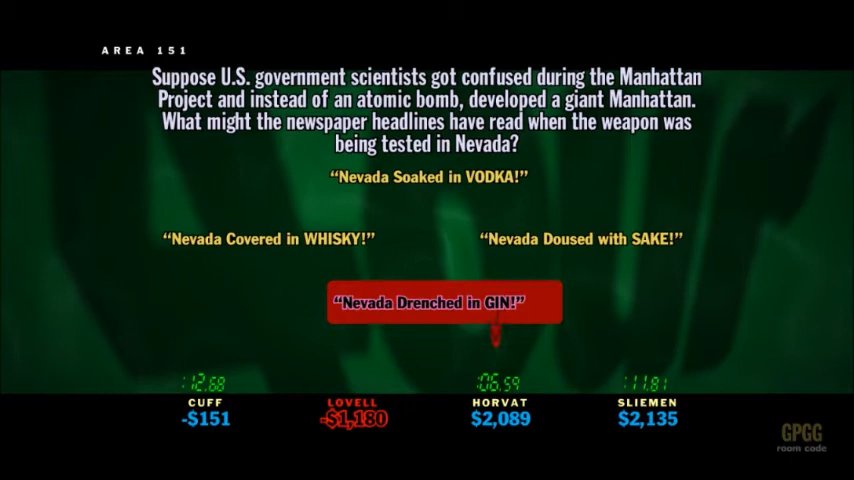 AREA 151
Suppose U.S. government scientists got confused during the Manhattan
Project and instead of an atomic bomb, developed a giant Manhattan.
What might the newspaper headlines have read when the weapon was
being tested in Nevada?
“Nevada Soaked in VODKA!”
“Nevada Covered in WHISKY!”
“Nevada Doused with SAKE!”
“Nevada Drenched in GIN!”
:12.68
:06.59
:11.81
CUFF
LOVELL
HORVAT
SLIEMEN
-$151
-$1,180
$2,089
$2,135
GPGG
room code